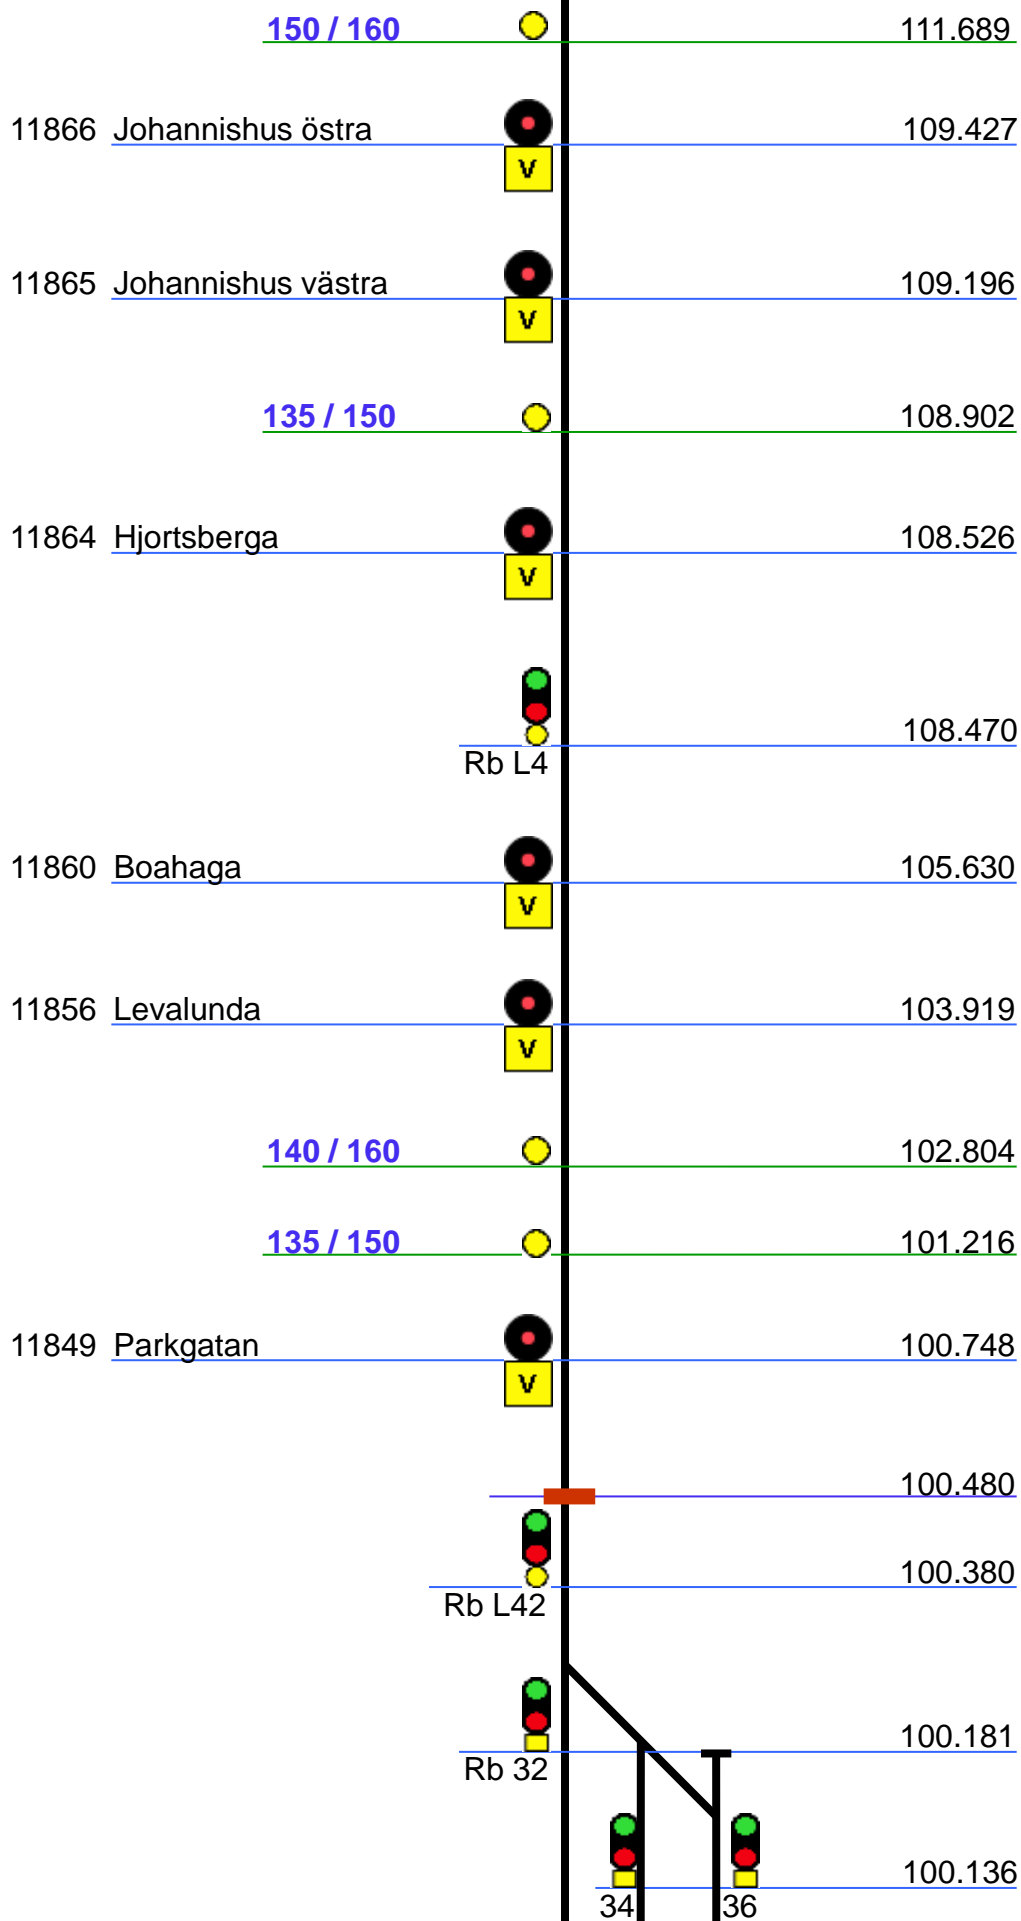 150 / 160 111.689
11866 Johannishus östra 109.427
V
11865 Johannishus västra 109.196
V
135 / 150 108.902
11864 Hjortsberga 108.526
V
108.470
Rb L4
11860 Boahaga 105.630
V
11856 Levalunda 103.919
V
140 / 160 102.804
135 / 150 101.216
11849 Parkgatan 100.748
V
100.480
100.380
Rb L42
100.181
Rb 32
100.136
34 36